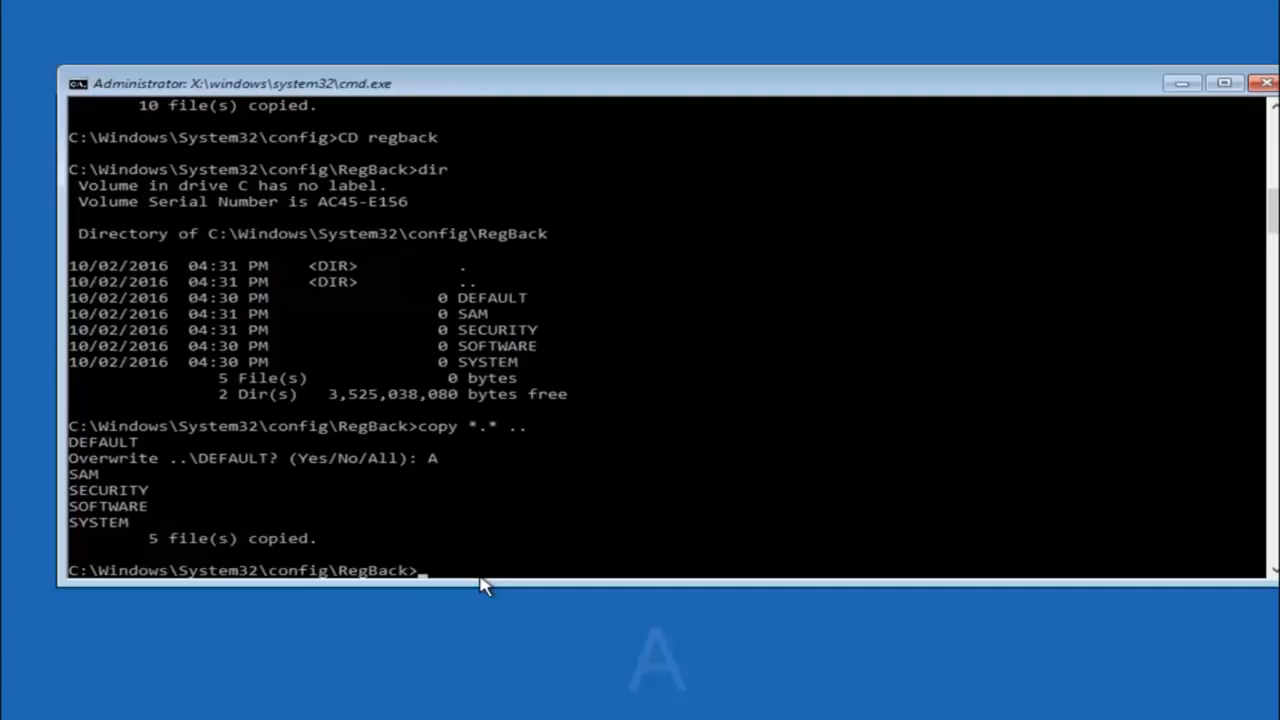 Administrator: X:\windows\system32\cmd.exe
10 file(s) copied.
C:\Windows\System32\config>CD regback
C:\Windows\System32\config\RegBack>dir
Volume in drive C has no label.
Volume Serial Number is AC45-E156
Directory of C:\Windows\System32\config\RegBack
10/02/2016 04:31 PM <DIR> .
10/02/2016 04:31 PM <DIR> ..
10/02/2016 04:30 PM 0 DEFAULT
10/02/2016 04:31 PM 0 SAM
10/02/2016 04:31 PM 0 SECURITY
10/02/2016 04:30 PM 0 SOFTWARE
10/02/2016 04:30 PM 0 SYSTEM
5 File(s) 0 bytes
2 Dir(s) 3,525,038,080 bytes free
C:\Windows\System32\config\RegBack>copy *.* ..
DEFAULT
Overwrite ..\DEFAULT? (Yes/No/All): A
SAM
SECURITY
SOFTWARE
SYSTEM
5 file(s) copied.
C:\Windows\System32\config\RegBack>_
A